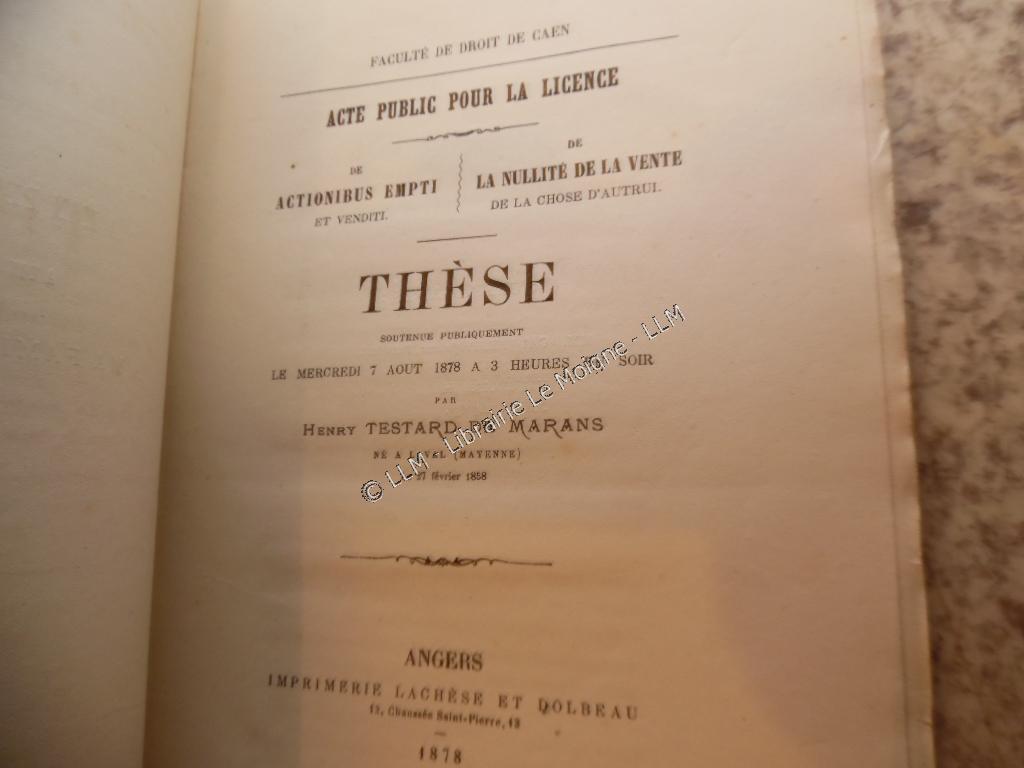 FACULTÉ DE DROIT DE CAEN
ACTE PUBLIC POUR LA LICENCE
DE
ACTIONIBUS EMPTI
ET VENDITI.
DE
LA NULLITÉ DE LA VENTE
DE LA CHOSE D'AUTRUI.
THÈSE
SOUTENUE PUBLIQUEMENT
LE MERCREDI 7 AOUT 1878 A 3 HEURES SOIR
PAR
HENRY TESTARD DE MARANS
NÉ A (MAYENNE)
27 février 1858
© LLM Librairie Le Moigne - LLM
ANGERS
IMPRIMERIE LACHÈSE ET DOLBEAU
13, Chaussée Saint-Pierre, 13
1878